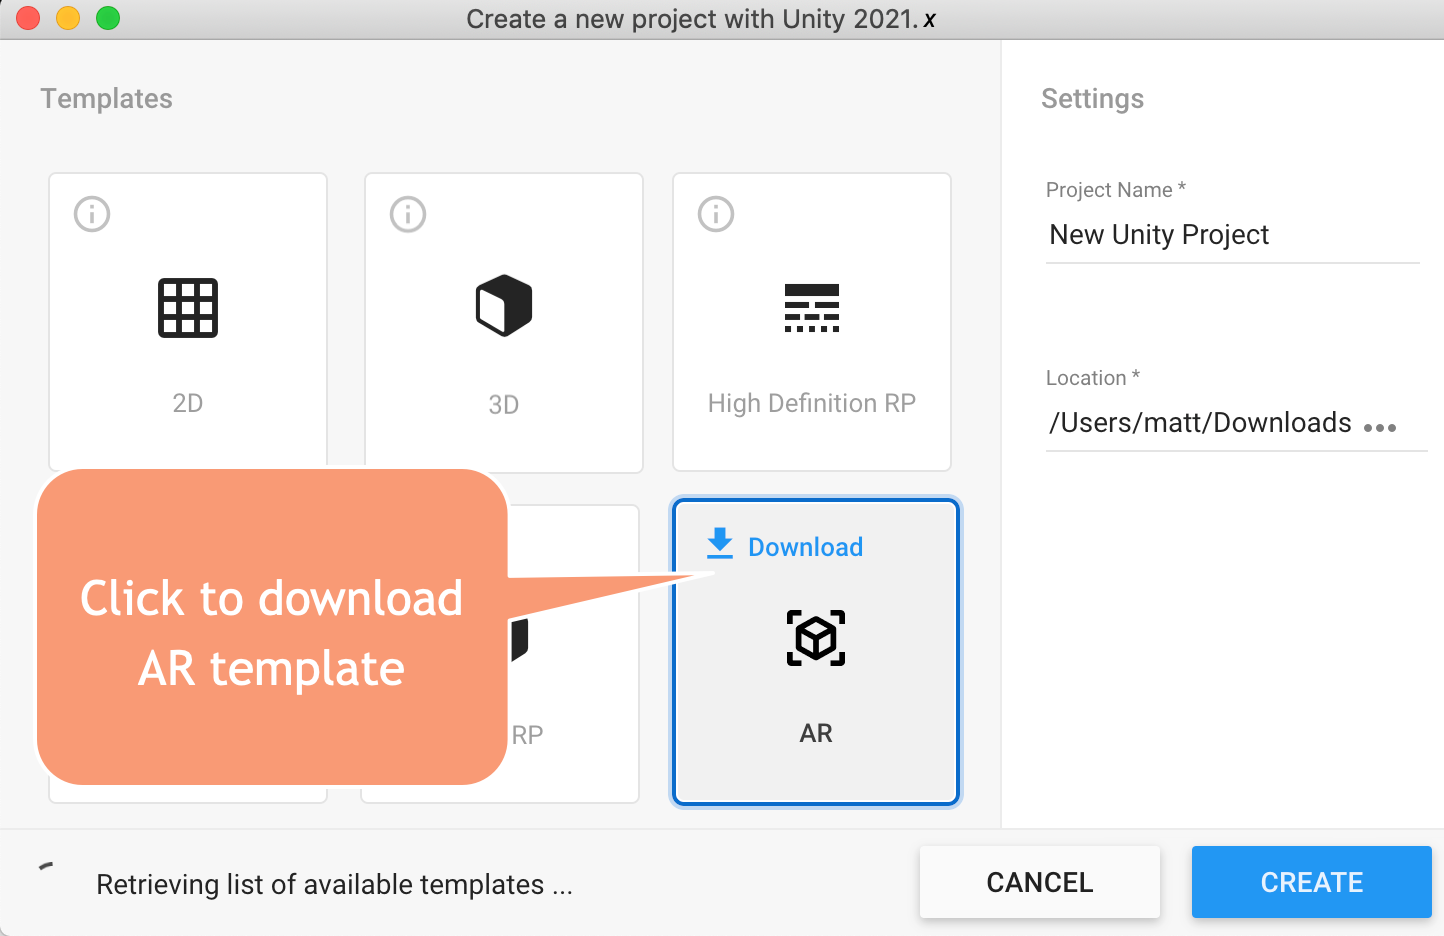 Create a new project with Unity 2021.x
Templates
Settings
Project Name *
New Unity Project
2D
3D
High Definition RP
Location *
/Users/matt/Downloads
Download
Click to download
AR template
RP
AR
Retrieving list of available templates ...
CANCEL
CREATE